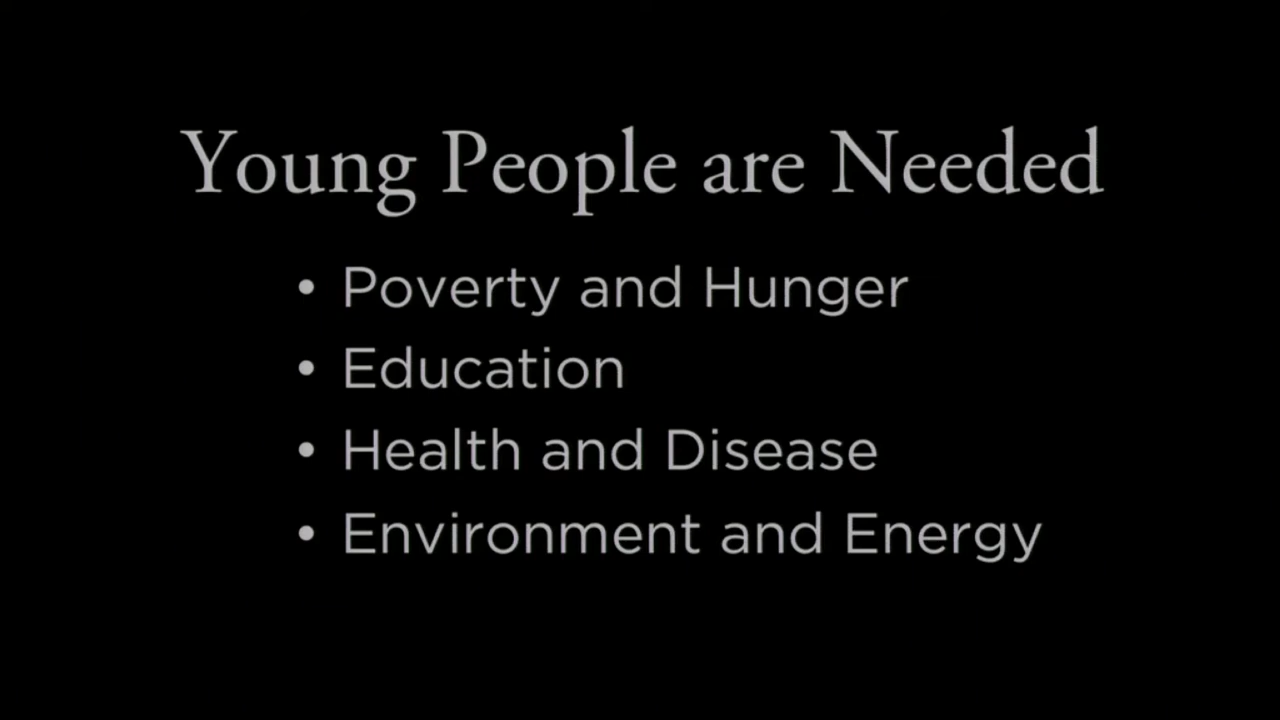 Young People are Needed
• Poverty and Hunger
• Education
• Health and Disease
• Environment and Energy